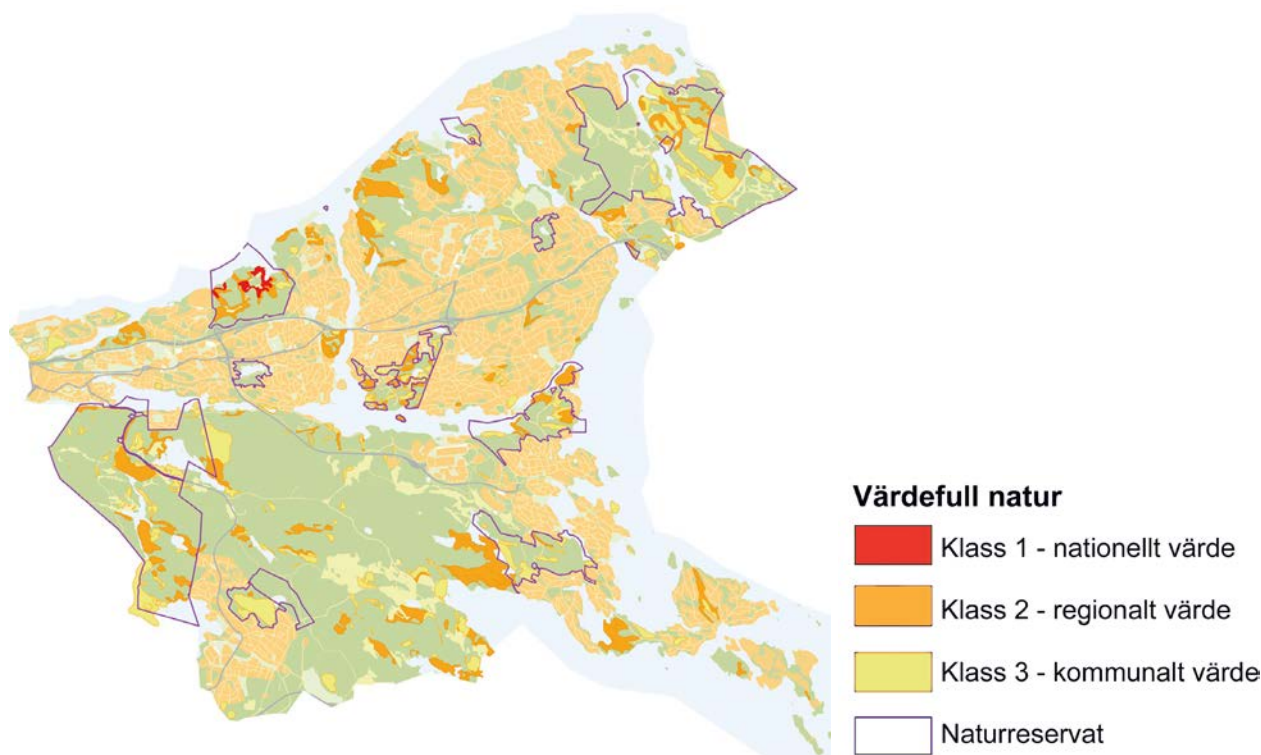 Värdefull natur
Klass 1 - nationellt värde
Klass 2 - regionalt värde
Klass 3 - kommunalt värde
Naturreservat